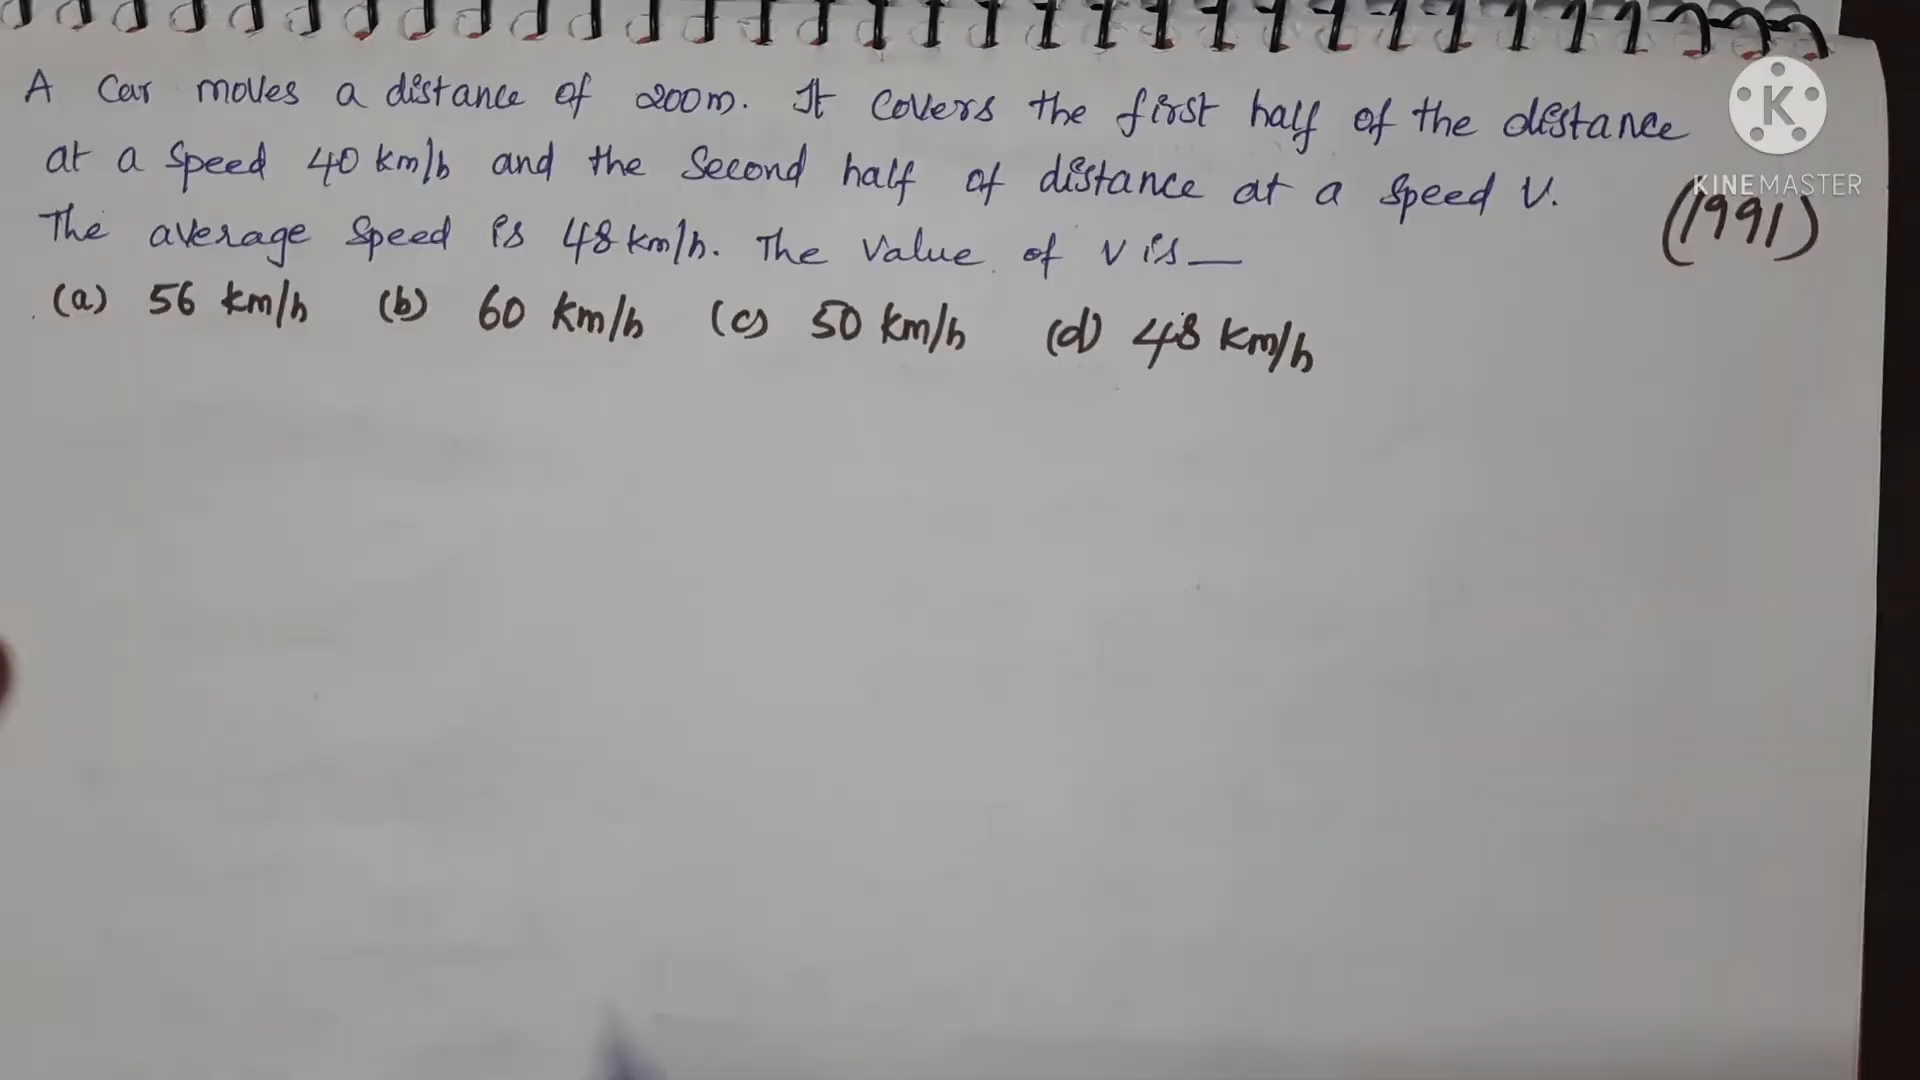 A Car moves a distance of 200m. It covers the first half of the distance
at a speed 40 km/h and the second half of distance at a speed V.
The average speed is 48 km/h. The value of v is —
(1991)
(a) 56 km/h (b) 60 km/h (c) 50 km/h (d) 48 km/h
K
KINEMASTER